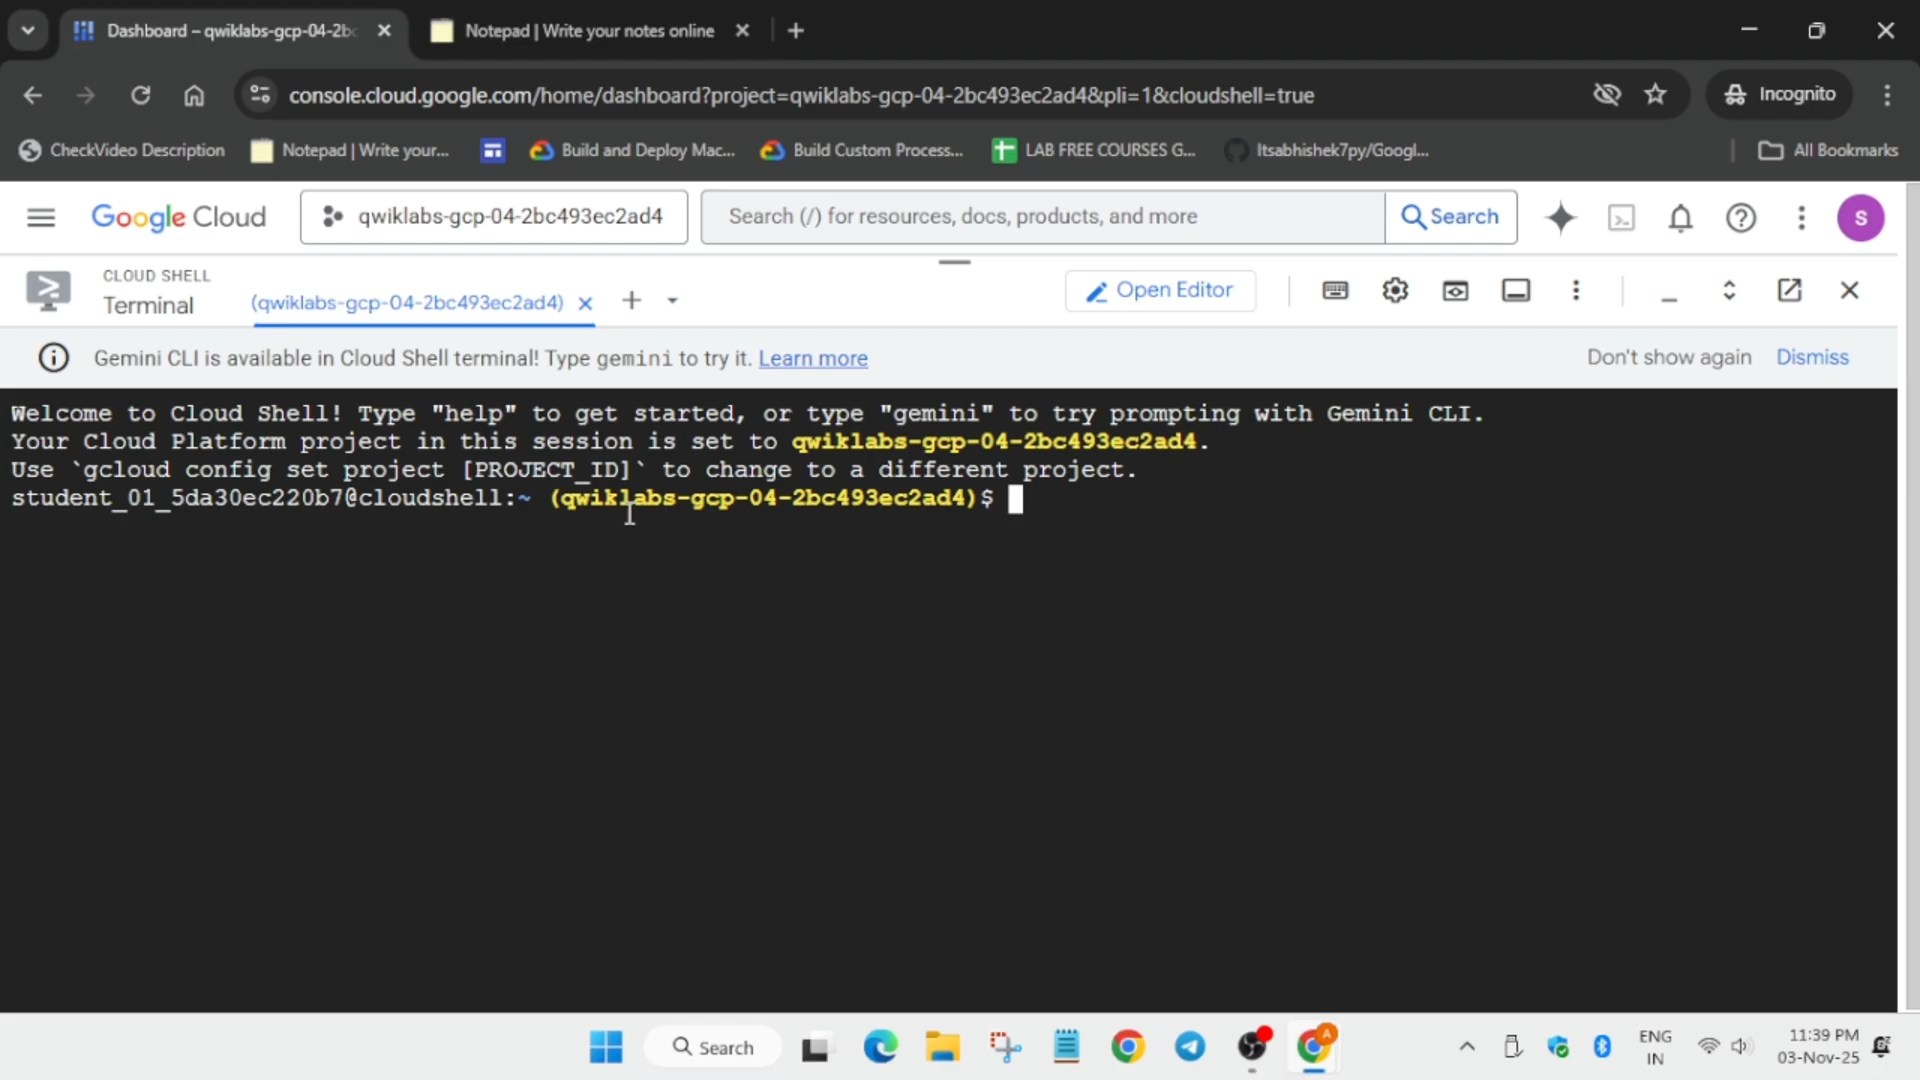 Dashboard – qwiklabs-gcp-04-2bc
Notepad | Write your notes online
console.cloud.google.com/home/dashboard?project=qwiklabs-gcp-04-2bc493ec2ad4&pli=1&cloudshell=true
Incognito
CheckVideo Description
Notepad | Write your...
Build and Deploy Mac...
Build Custom Process...
LAB FREE COURSES G...
Itsabhishek7py/Googl...
All Bookmarks
Google Cloud
qwiklabs-gcp-04-2bc493ec2ad4
Search (/) for resources, docs, products, and more
Search
S
CLOUD SHELL
Terminal
(qwiklabs-gcp-04-2bc493ec2ad4)
Open Editor
Gemini CLI is available in Cloud Shell terminal! Type gemini to try it. Learn more
Don't show again
Dismiss
Welcome to Cloud Shell! Type "help" to get started, or type "gemini" to try prompting with Gemini CLI.
Your Cloud Platform project in this session is set to qwiklabs-gcp-04-2bc493ec2ad4.
Use `gcloud config set project [PROJECT_ID]` to change to a different project.
student_01_5da30ec220b7@cloudshell:~ (qwiklabs-gcp-04-2bc493ec2ad4)$
Search
A
ENG
IN
11:39 PM
03-Nov-25